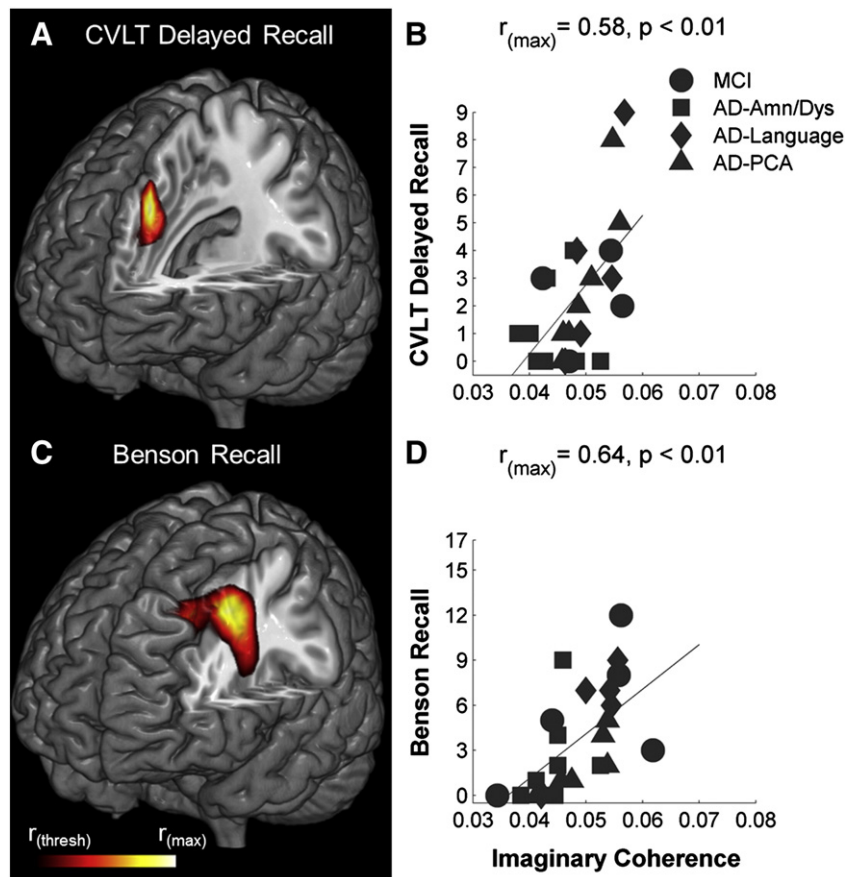 A CVLT Delayed Recall
B r(max) = 0.58, p < 0.01
MCI
AD-Amn/Dys
AD-Language
AD-PCA
CVLT Delayed Recall
9
8
7
6
5
4
3
2
1
0
0.03 0.04 0.05 0.06 0.07 0.08
C Benson Recall
r(thresh) r(max)
D r(max) = 0.64, p < 0.01
Benson Recall
17
15
12
9
6
3
0
0.03 0.04 0.05 0.06 0.07 0.08
Imaginary Coherence